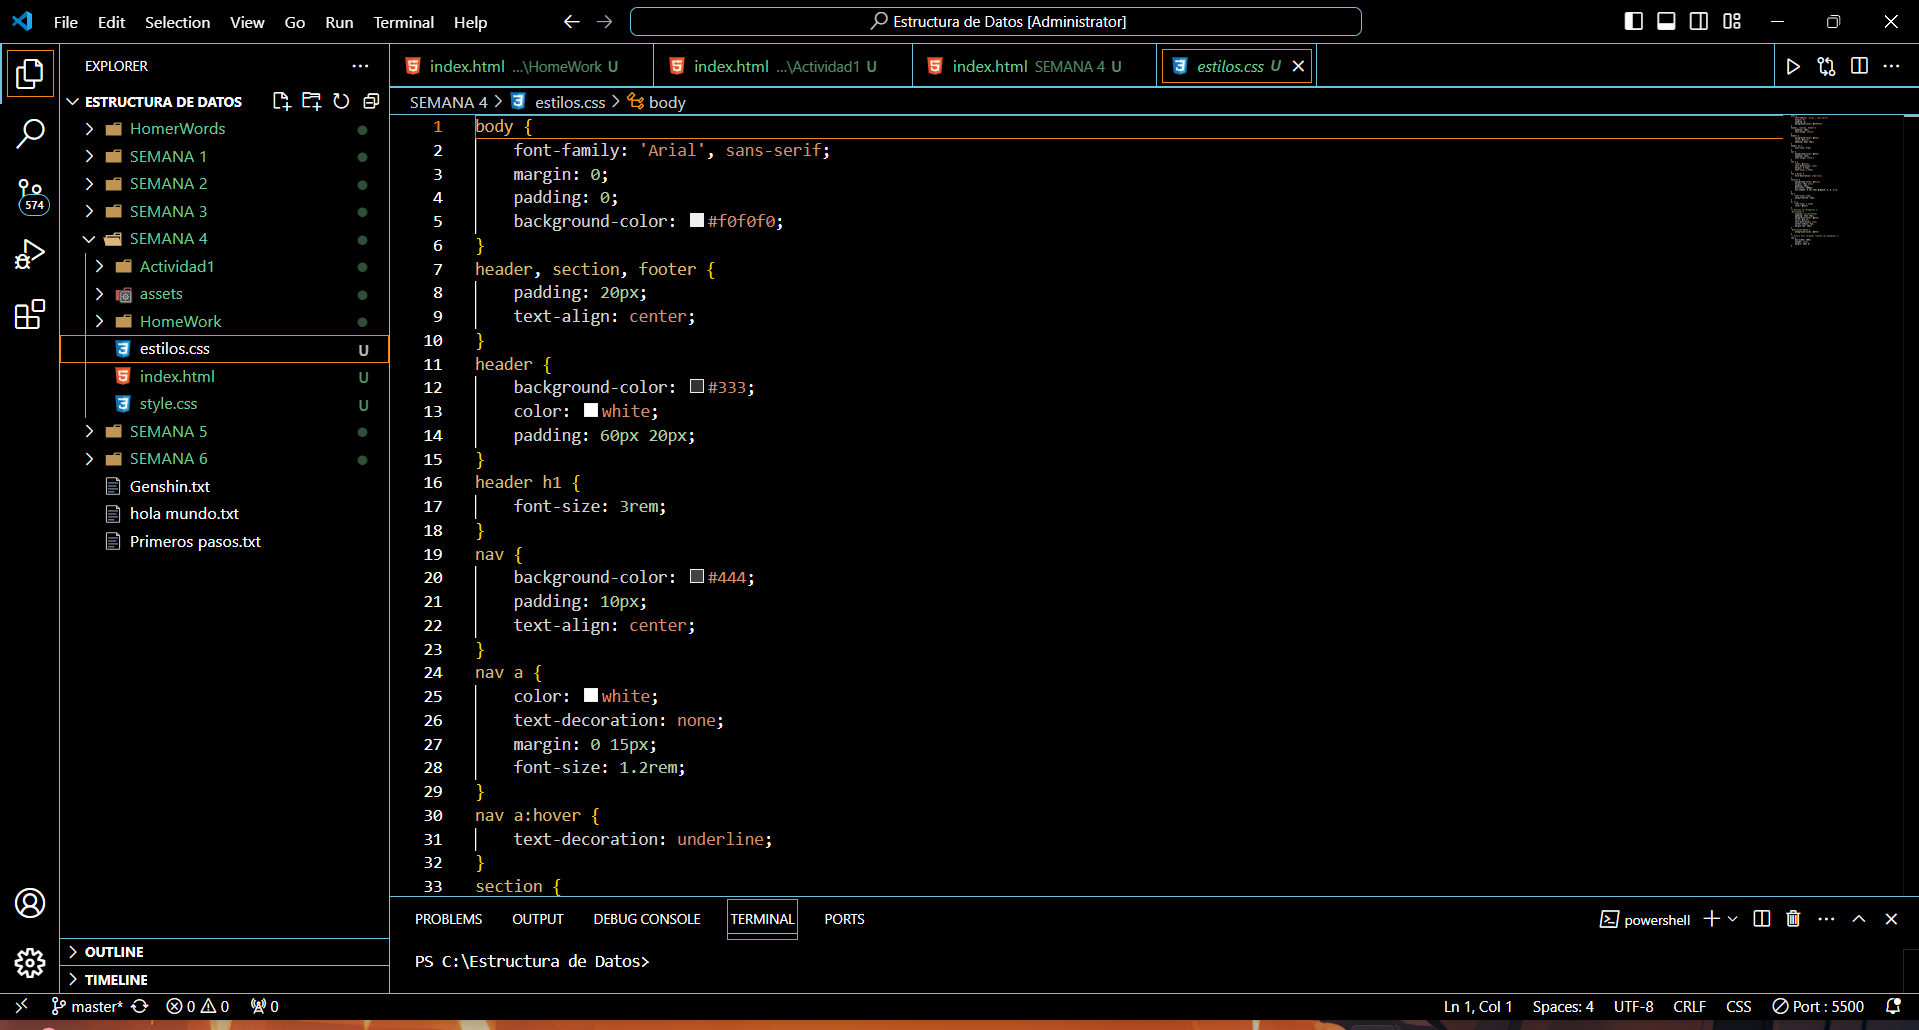 File Edit Selection View Go Run Terminal Help
Estructura de Datos [Administrator]
EXPLORER
ESTRUCTURA DE DATOS
HomerWords
SEMANA 1
SEMANA 2
SEMANA 3
SEMANA 4
Actividad1
assets
HomeWork
estilos.css U
index.html U
style.css U
SEMANA 5
SEMANA 6
Genshin.txt
hola mundo.txt
Primeros pasos.txt
OUTLINE
TIMELINE
574
index.html ...\HomeWork U
index.html ...\Actividad1 U
index.html SEMANA 4 U
estilos.css U
SEMANA 4 > estilos.css > body
1 body {
2 font-family: 'Arial', sans-serif;
3 margin: 0;
4 padding: 0;
5 background-color: #f0f0f0;
6 }
7 header, section, footer {
8 padding: 20px;
9 text-align: center;
10 }
11 header {
12 background-color: #333;
13 color: white;
14 padding: 60px 20px;
15 }
16 header h1 {
17 font-size: 3rem;
18 }
19 nav {
20 background-color: #444;
21 padding: 10px;
22 text-align: center;
23 }
24 nav a {
25 color: white;
26 text-decoration: none;
27 margin: 0 15px;
28 font-size: 1.2rem;
29 }
30 nav a:hover {
31 text-decoration: underline;
32 }
33 section {
PROBLEMS OUTPUT DEBUG CONSOLE TERMINAL PORTS
powershell
PS C:\Estructura de Datos>
master* 0 0 0
Ln 1, Col 1 Spaces: 4 UTF-8 CRLF CSS Port : 5500